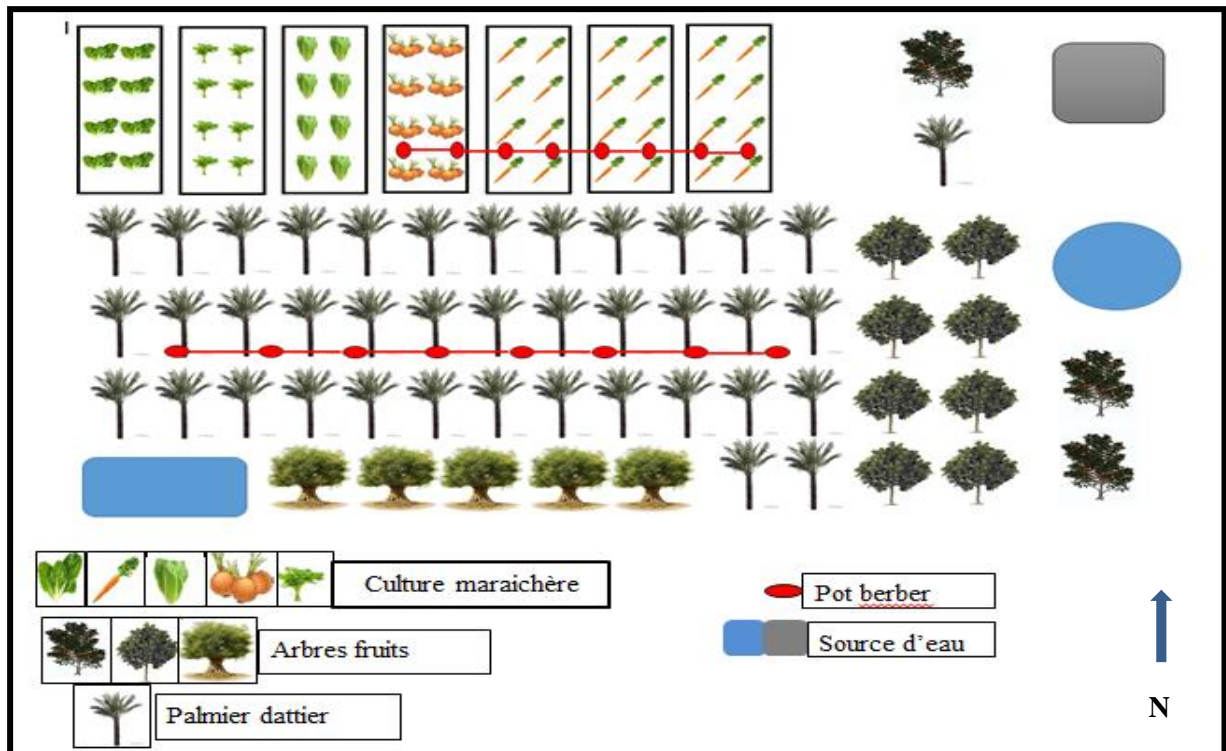 Culture maraichère
Pot berber
Arbres fruits
Source d'eau
Palmier dattier
N